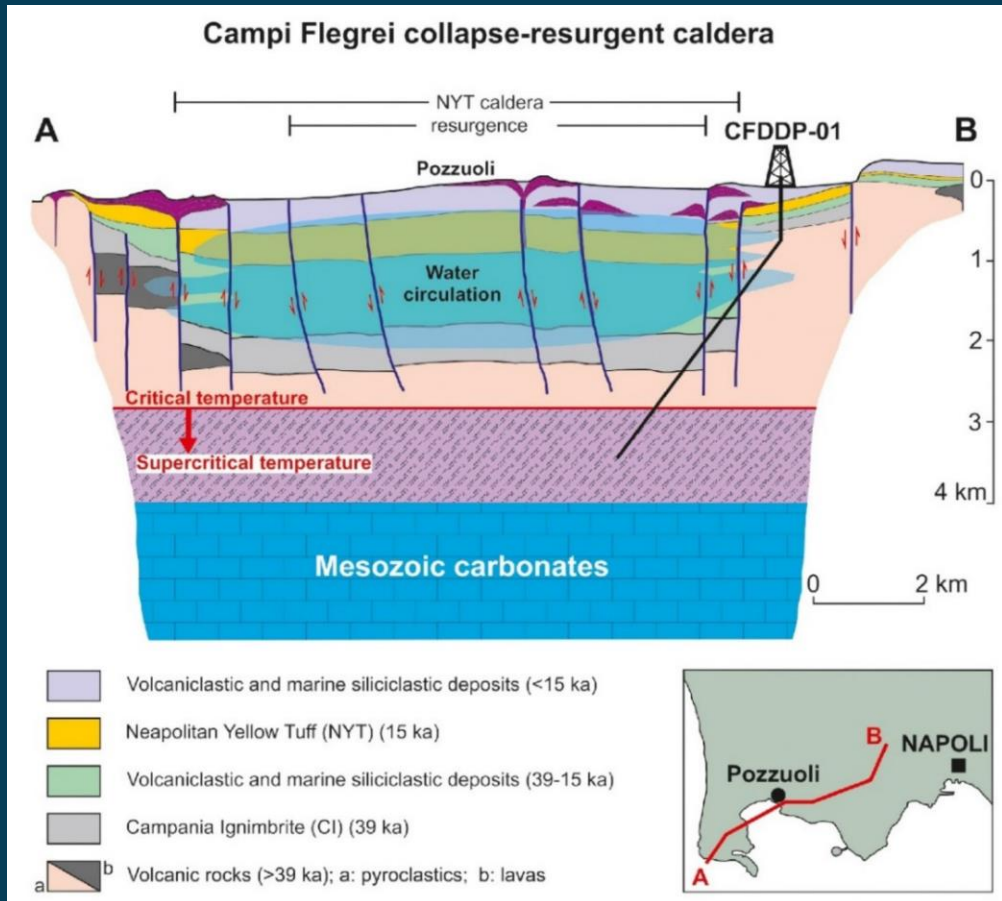 Campi Flegrei collapse-resurgent caldera
NYT caldera
resurgence
A
CFDDP-01
B
Pozzuoli
0
1
2
3
4 km
Water
circulation
Critical temperature
Supercritical temperature
Mesozoic carbonates
0 2 km
Volcaniclastic and marine siliciclastic deposits (<15 ka)
Neapolitan Yellow Tuff (NYT) (15 ka)
Volcaniclastic and marine siliciclastic deposits (39-15 ka)
Campania Ignimbrite (CI) (39 ka)
a b Volcanic rocks (>39 ka); a: pyroclastics; b: lavas
B
NAPOLI
Pozzuoli
A